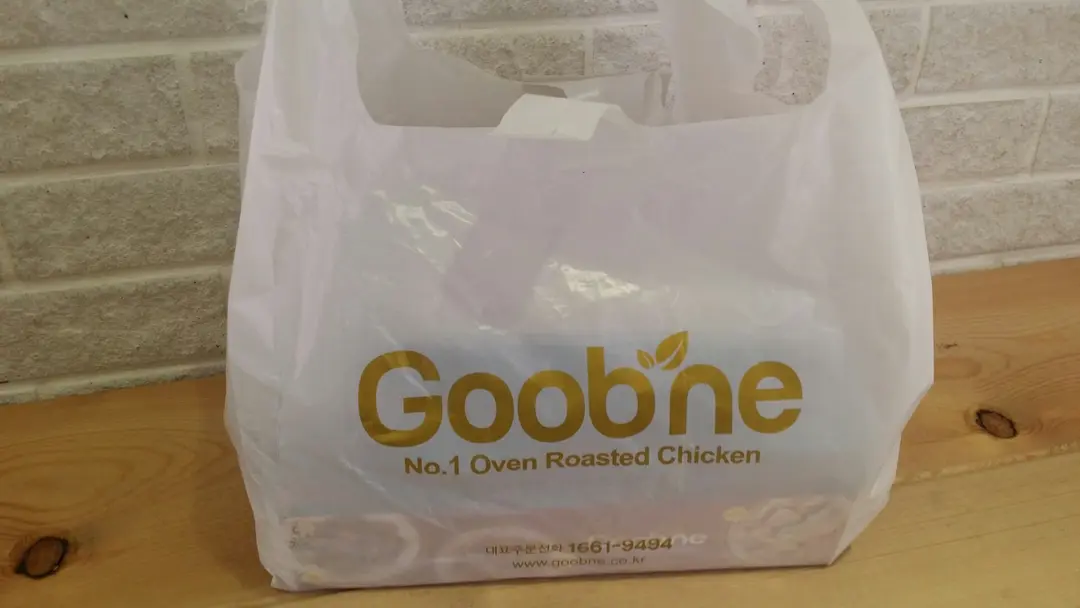 Goobne
No.1 Oven Roasted Chicken
대표주문전화 1661-9494
www.goobne.co.kr